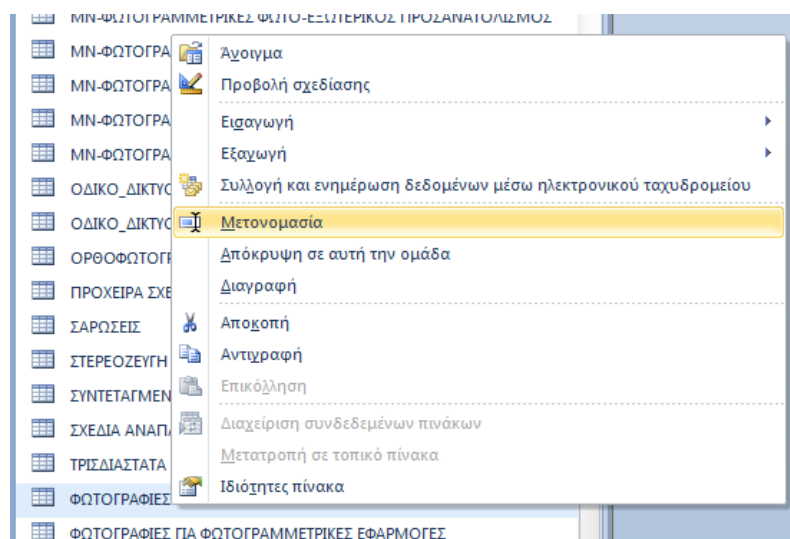 ΜΝ-ΦΩΤΟΓΡΑΜΜΕΤΡΙΚΕΣ ΦΩΤΟ-ΕΞΩΤΕΡΙΚΟΣ ΠΡΟΣΑΝΑΤΟΛΙΣΜΟΣ
ΜΝ-ΦΩΤΟΓΡΑ
ΜΝ-ΦΩΤΟΓΡΑ
ΜΝ-ΦΩΤΟΓΡΑ
ΜΝ-ΦΩΤΟΓΡΑ
ΟΔΙΚΟ_ΔΙΚΤΥΟ
ΟΔΙΚΟ_ΔΙΚΤΥΟ
ΟΡΘΟΦΩΤΟΓΡ
ΠΡΟΧΕΙΡΑ ΣΧΕ
ΣΑΡΩΣΕΙΣ
ΣΤΕΡΕΟΖΕΥΓΗ
ΣΥΝΤΕΤΑΓΜΕΝ
ΣΧΕΔΙΑ ΑΝΑΠΑ
ΤΡΙΣΔΙΑΣΤΑΤΑ
ΦΩΤΟΓΡΑΦΙΕΣ
ΦΩΤΟΓΡΑΦΙΕΣ ΓΙΑ ΦΩΤΟΓΡΑΜΜΕΤΡΙΚΕΣ ΕΦΑΡΜΟΓΕΣ
Άνοιγμα
Προβολή σχεδίασης
Εισαγωγή
Εξαγωγή
Συλλογή και ενημέρωση δεδομένων μέσω ηλεκτρονικού ταχυδρομείου
Μετονομασία
Απόκρυψη σε αυτή την ομάδα
Διαγραφή
Αποκοπή
Αντιγραφή
Επικόλληση
Διαχείριση συνδεδεμένων πινάκων
Μετατροπή σε τοπικό πίνακα
Ιδιότητες πίνακα